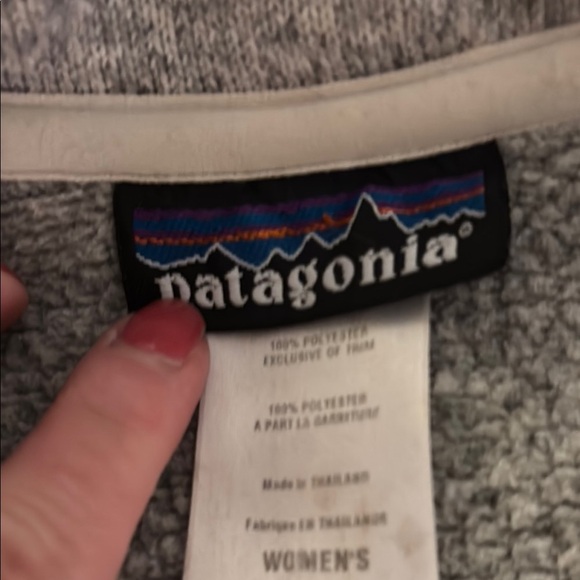 patagonia®
100% POLYESTER
EXCLUSIVE OF TRIM
100% POLYESTER
A PART LA GARNITURE
Made in THAILAND
Fabriqué EN THAILANDE
WOMEN'S